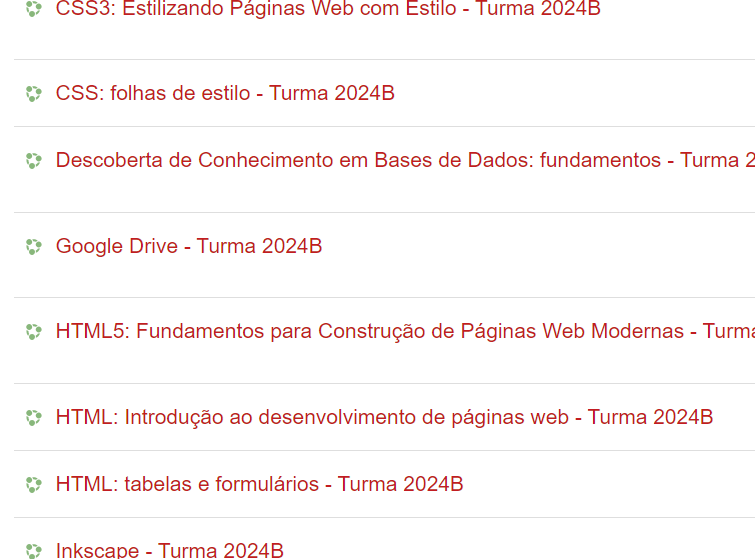 CSS3: Estilizando Páginas Web com Estilo - Turma 2024B
CSS: folhas de estilo - Turma 2024B
Descoberta de Conhecimento em Bases de Dados: fundamentos - Turma 2
Google Drive - Turma 2024B
HTML5: Fundamentos para Construção de Páginas Web Modernas - Turma
HTML: Introdução ao desenvolvimento de páginas web - Turma 2024B
HTML: tabelas e formulários - Turma 2024B
Inkscape - Turma 2024B